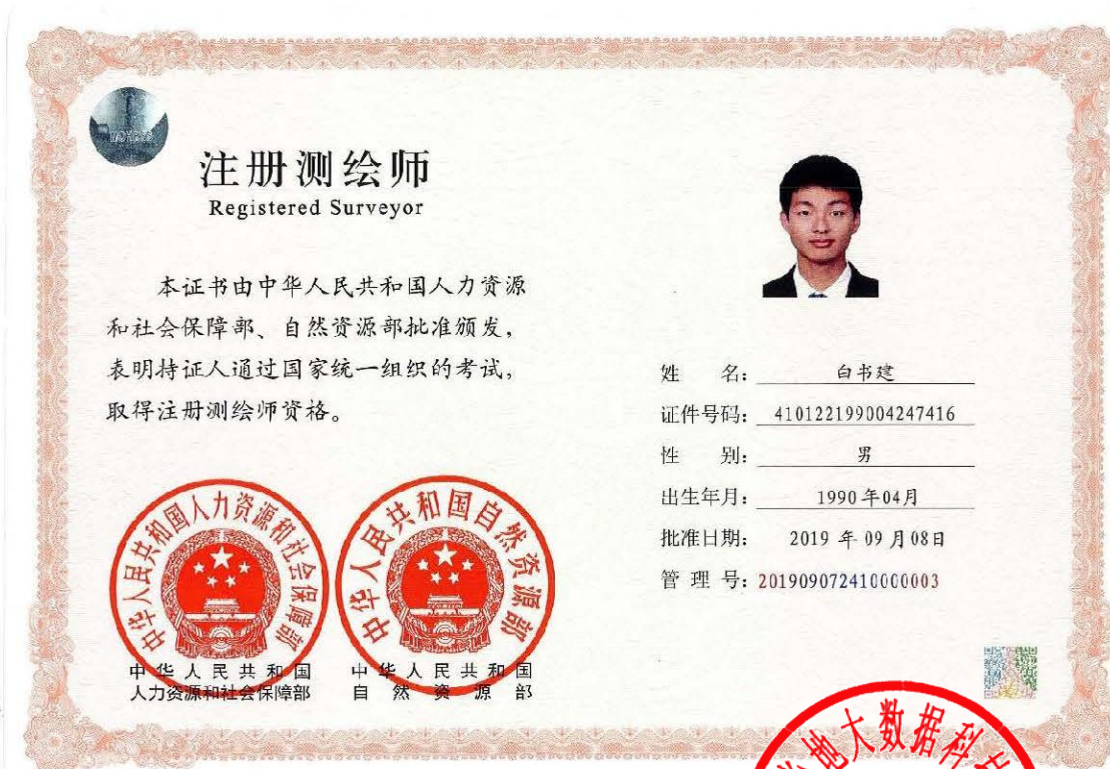 注册测绘师
Registered Surveyor
本证书由中华人民共和国人力资源
和社会保障部、自然资源部批准颁发，
表明持证人通过国家统一组织的考试，
取得注册测绘师资格。
中华人民共和国人力资源和社会保障部
中华人民共和国自然资源部
中华人民共和国
人力资源和社会保障部
中华人民共和国
自然资源部
姓 名：白书建
证件号码：410122199004247416
性 别：男
出生年月：1990年04月
批准日期：2019 年 09 月 08日
管 理 号：201909072410000003
地大数据科